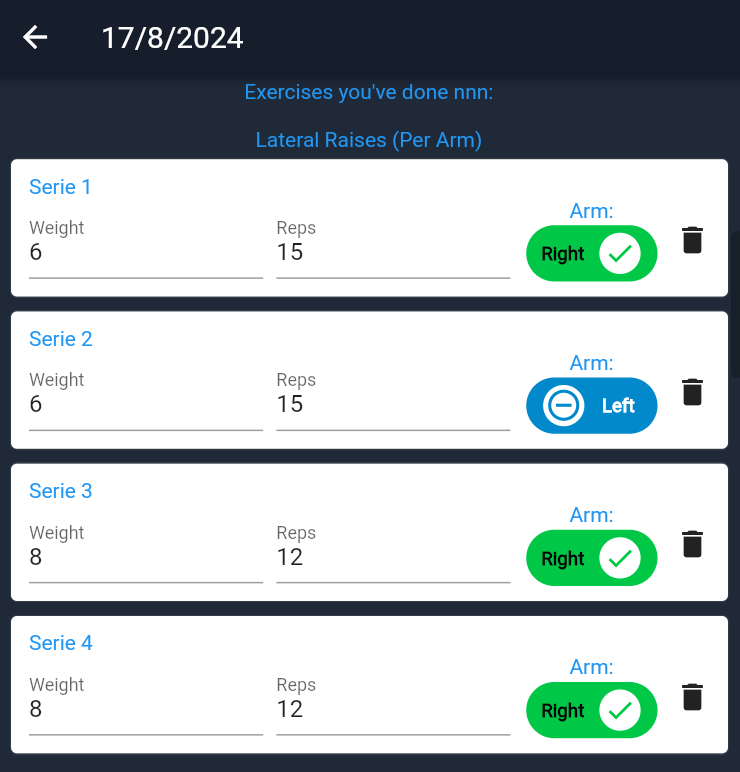 17/8/2024
Exercises you've done nnn:
Lateral Raises (Per Arm)
Serie 1
Arm:
Weight Reps
6 15 Right
Serie 2
Arm:
Weight Reps
6 15 Left
Serie 3
Arm:
Weight Reps
8 12 Right
Serie 4
Arm:
Weight Reps
8 12 Right